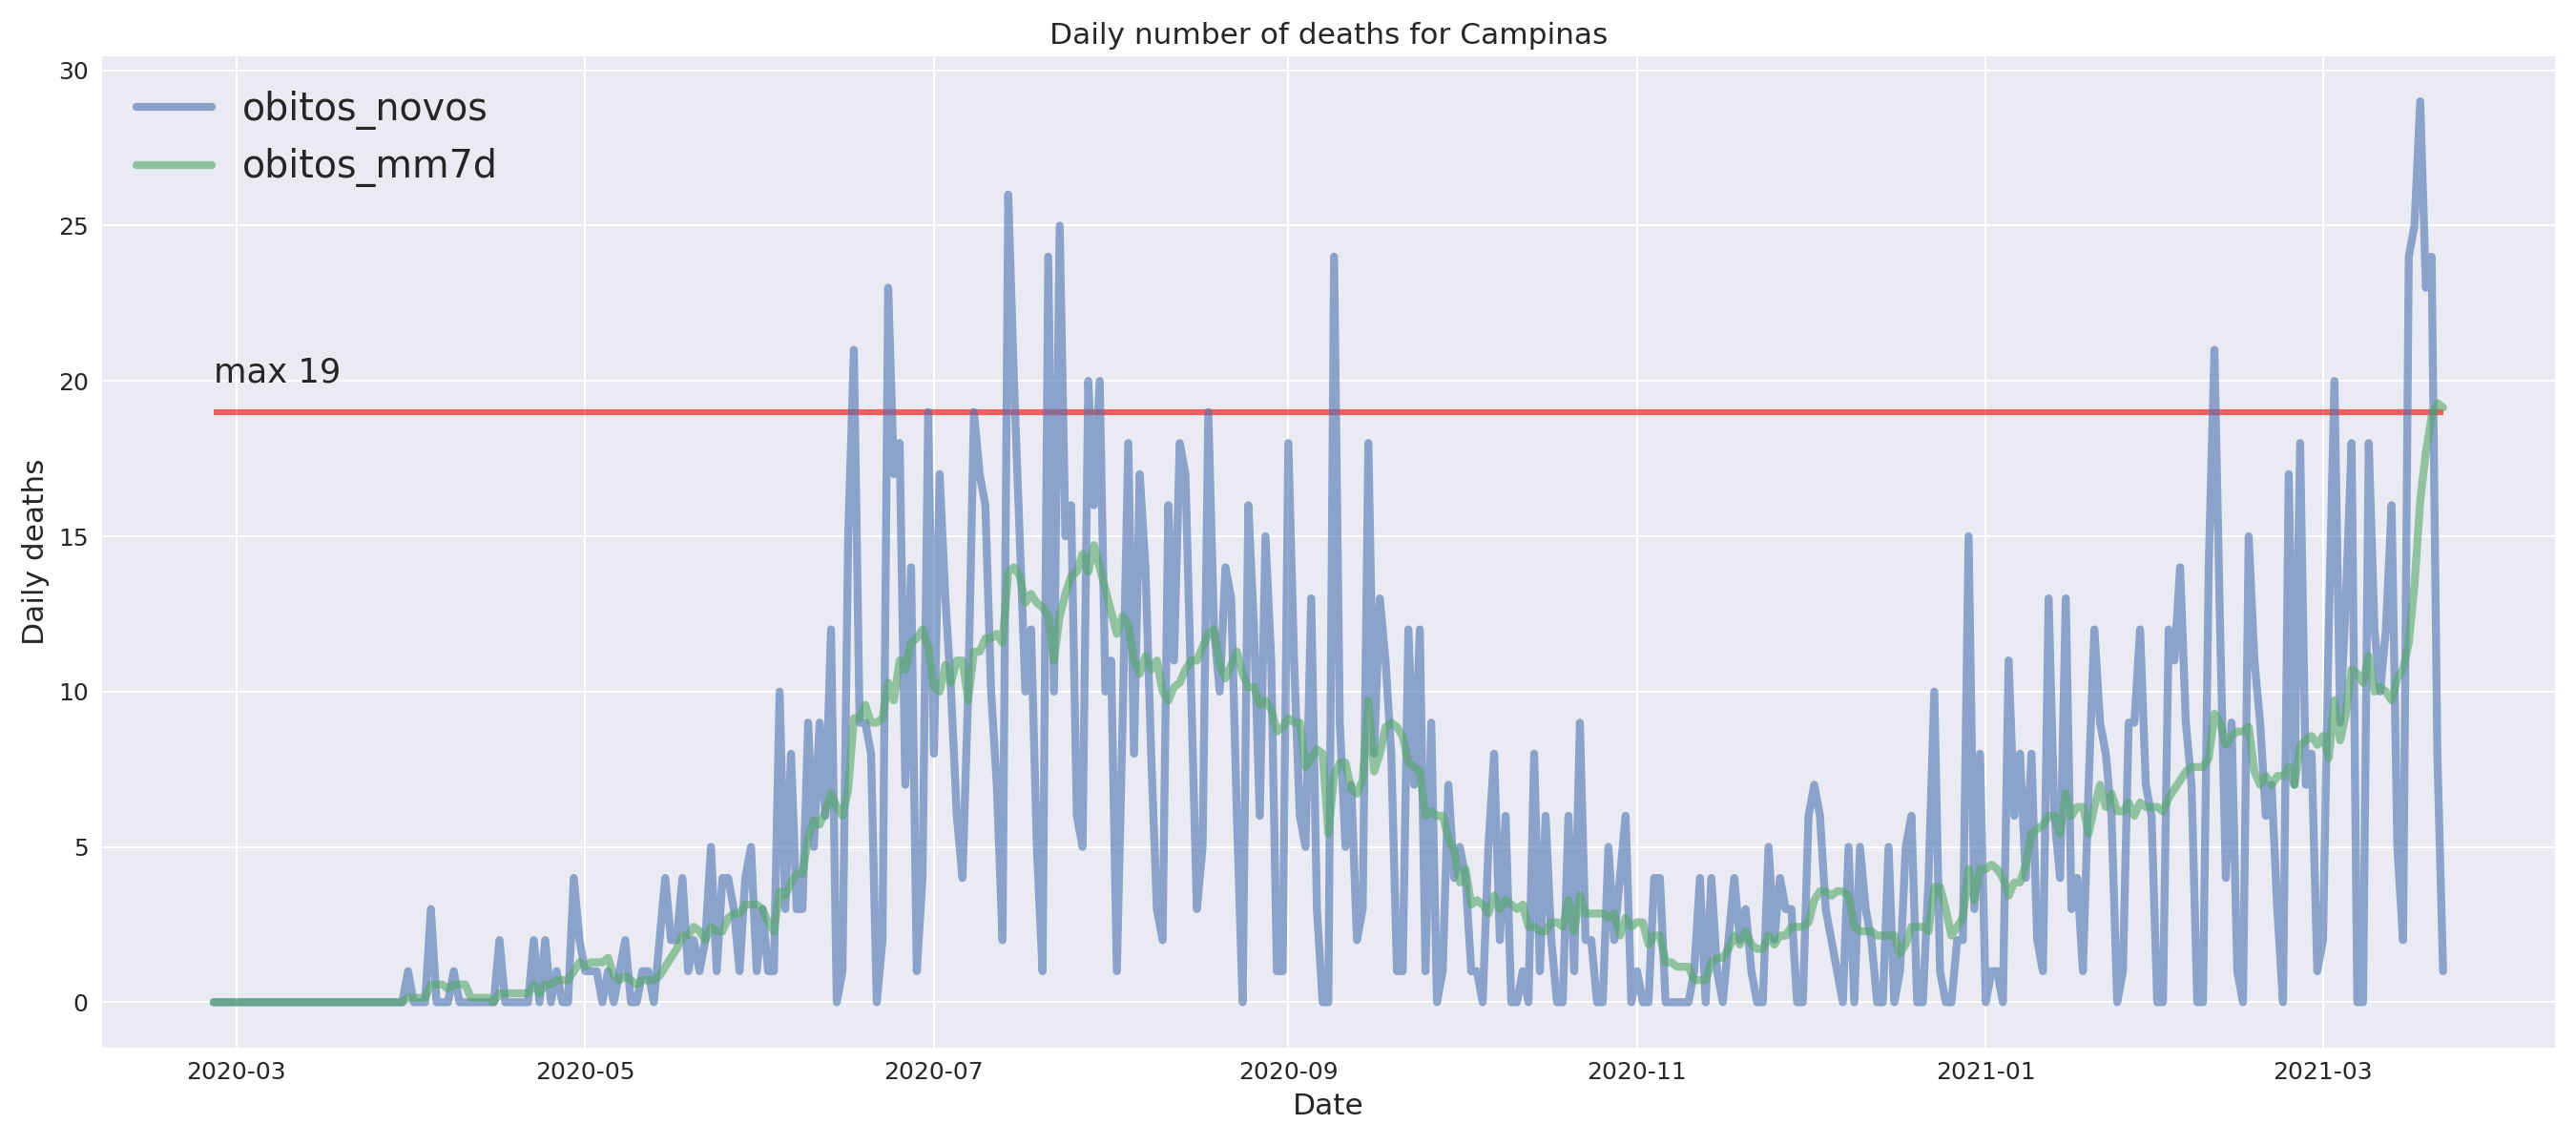 Daily number of deaths for Campinas
30
25
20
15
10
5
0
Daily deaths
obitos_novos
obitos_mm7d
max 19
2020-03
2020-05
2020-07
2020-09
2020-11
2021-01
2021-03
Date